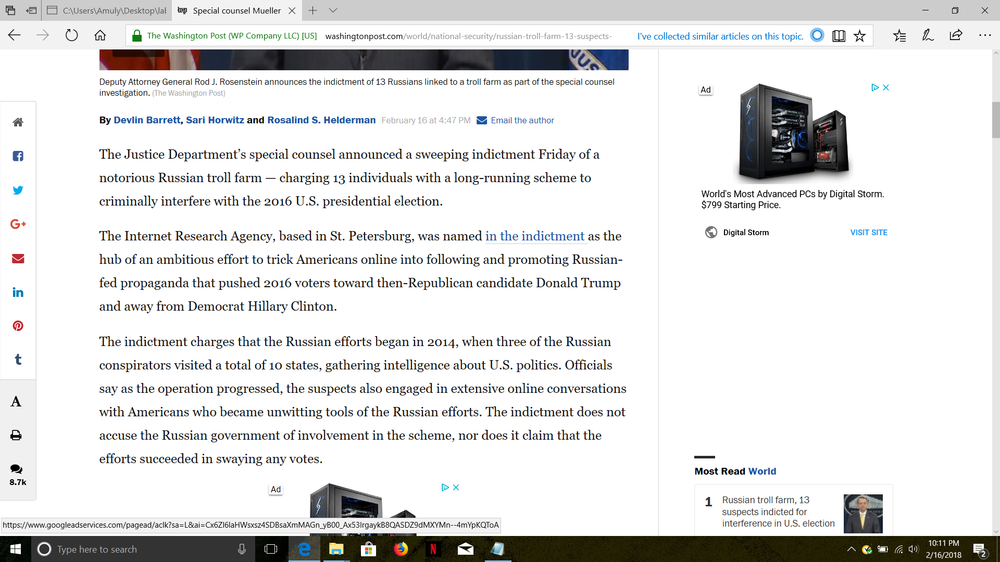 C:\Users\Amuly\Desktop\lal
wp Special counsel Mueller
The Washington Post (WP Company LLC) [US] washingtonpost.com/world/national-security/russian-troll-farm-13-suspects- I've collected similar articles on this topic.
JUS
Deputy Attorney General Rod J. Rosenstein announces the indictment of 13 Russians linked to a troll farm as part of the special counsel
investigation. (The Washington Post)
By Devlin Barrett, Sari Horwitz and Rosalind S. Helderman February 16 at 4:47 PM Email the author
The Justice Department’s special counsel announced a sweeping indictment Friday of a
notorious Russian troll farm — charging 13 individuals with a long-running scheme to
criminally interfere with the 2016 U.S. presidential election.
The Internet Research Agency, based in St. Petersburg, was named in the indictment as the
hub of an ambitious effort to trick Americans online into following and promoting Russian-
fed propaganda that pushed 2016 voters toward then-Republican candidate Donald Trump
and away from Democrat Hillary Clinton.
The indictment charges that the Russian efforts began in 2014, when three of the Russian
conspirators visited a total of 10 states, gathering intelligence about U.S. politics. Officials
say as the operation progressed, the suspects also engaged in extensive online conversations
with Americans who became unwitting tools of the Russian efforts. The indictment does not
accuse the Russian government of involvement in the scheme, nor does it claim that the
efforts succeeded in swaying any votes.
G+
in
t
A
8.7k
Ad
World's Most Advanced PCs by Digital Storm.
$799 Starting Price.
Digital Storm VISIT SITE
Most Read World
1 Russian troll farm, 13
suspects indicted for
interference in U.S. election
Ad
https://www.googleadservices.com/pagead/aclk?sa=L&ai=Cx6ZI6laHWsxsz4SDBsaXmMAGn_yB00_Ax53IrgaykB8QASDZ9dMXYMn--4mYpKQToA
Type here to search
N
10:11 PM
2/16/2018
2